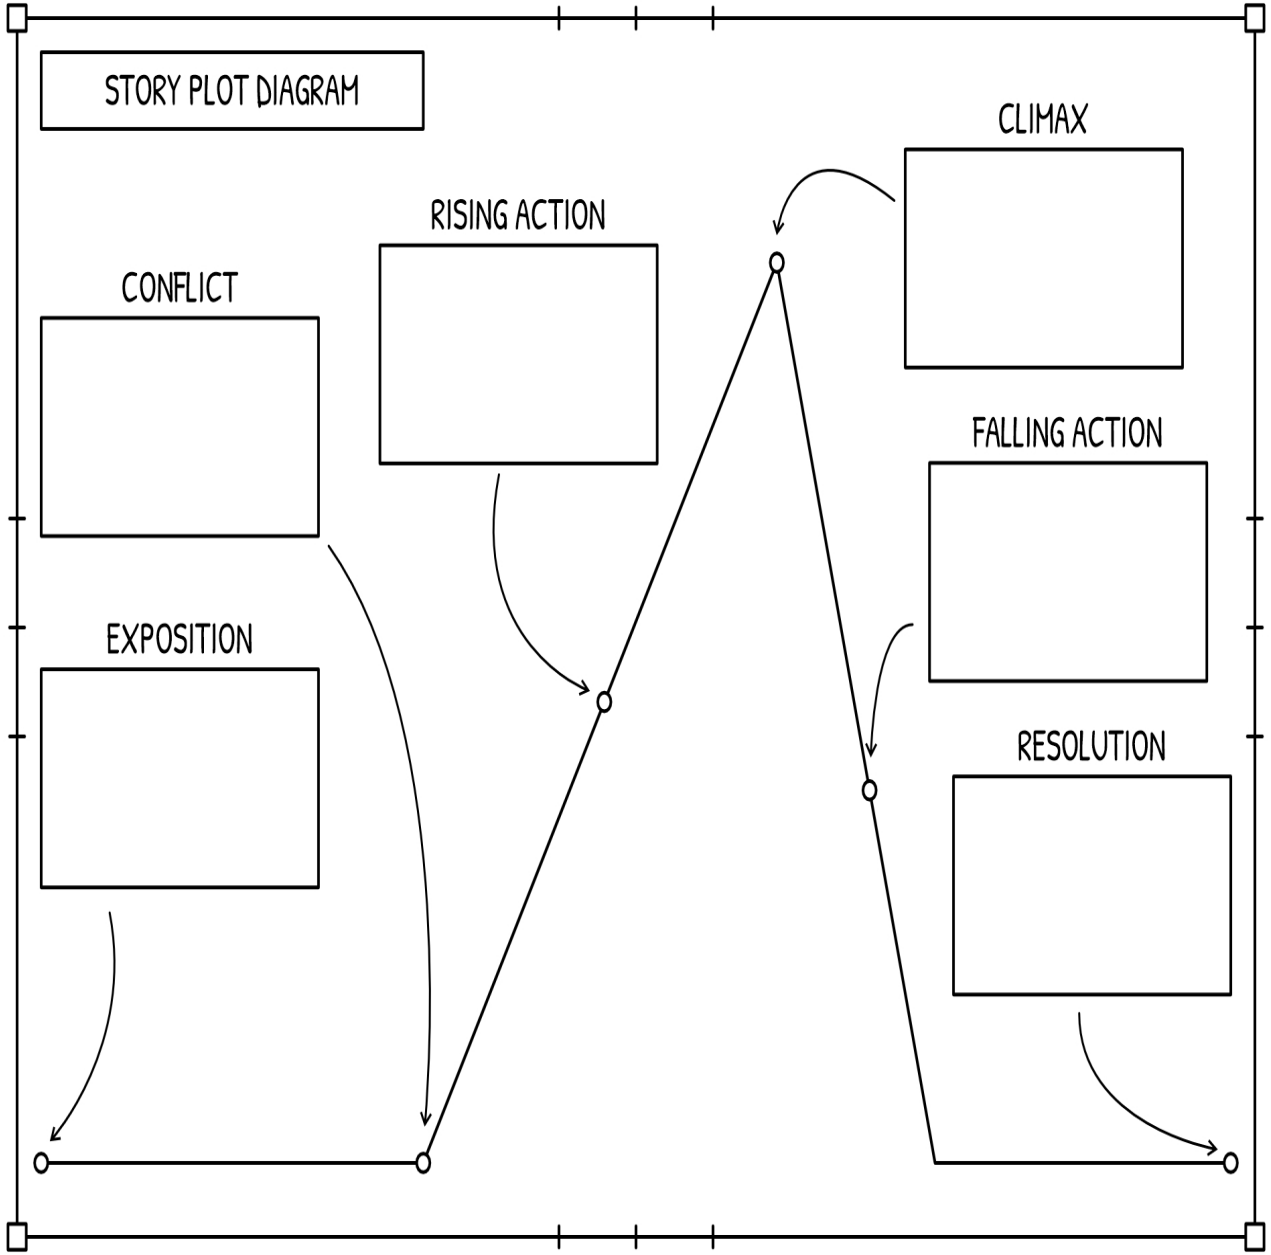 STORY PLOT DIAGRAM
CLIMAX
RISING ACTION
CONFLICT
FALLING ACTION
EXPOSITION
RESOLUTION